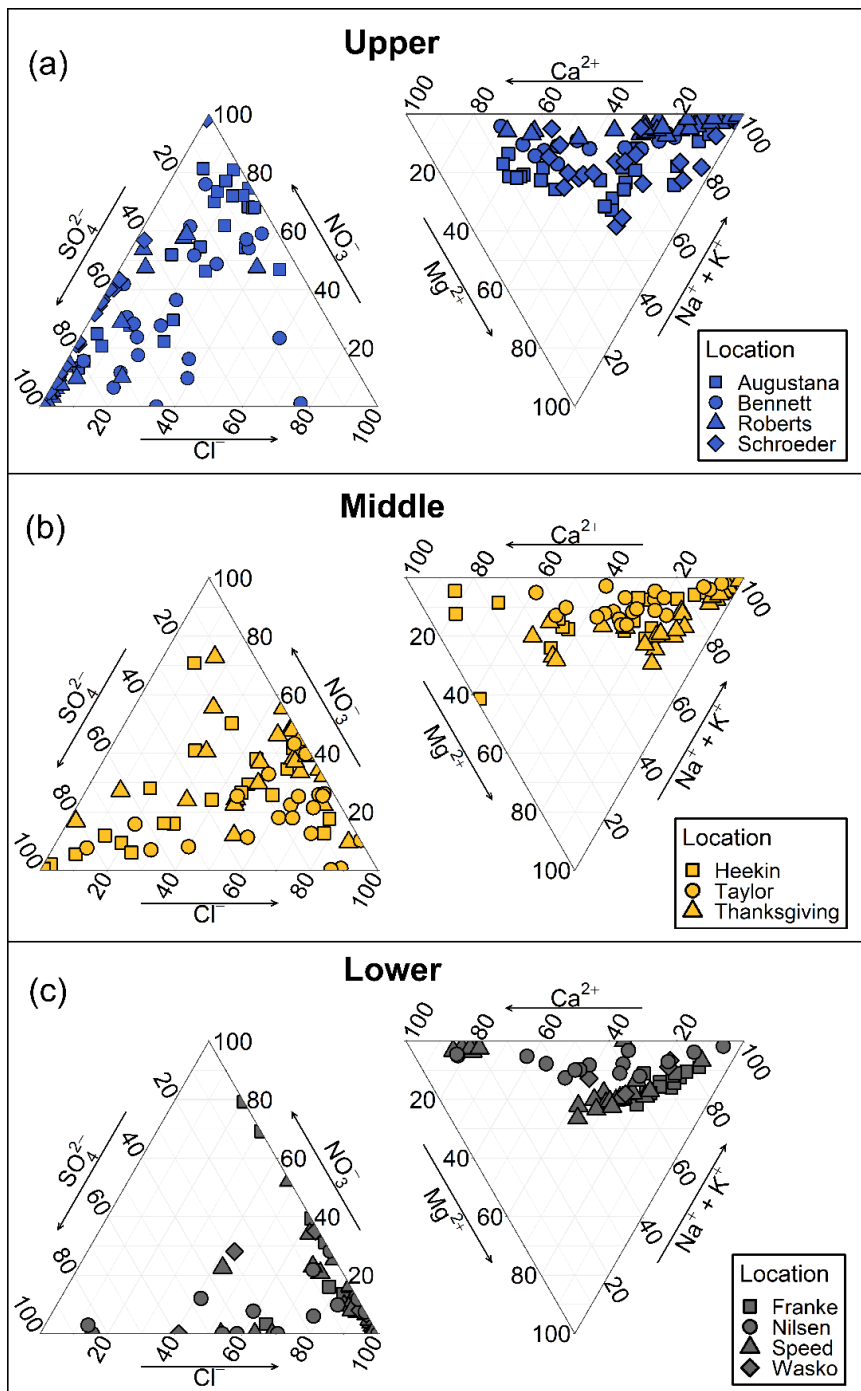 Upper
(a)
Ca²⁺
100
80
60
40
20
100
100
20
80
20
80
40
60
SO₄²⁻
NO₃⁻
40
60
60
40
Mg²⁺
Na⁺ + K⁺
60
40
80
20
80
20
100
100
20
40
60
80
100
Cl⁻
Location
Augustana
Bennett
Roberts
Schroeder
Middle
(b)
Ca²⁺
100
80
60
40
20
100
100
20
80
20
80
40
60
SO₄²⁻
NO₃⁻
40
60
60
40
Mg²⁺
Na⁺ + K⁺
60
40
80
20
80
20
100
100
20
40
60
80
100
Cl⁻
Location
Heekin
Taylor
Thanksgiving
Lower
(c)
Ca²⁺
100
80
60
40
20
100
100
20
80
20
80
40
60
SO₄²⁻
NO₃⁻
40
60
60
40
Mg²⁺
Na⁺ + K⁺
60
40
80
20
80
20
100
100
20
40
60
80
100
Cl⁻
Location
Franke
Nilsen
Speed
Wasko